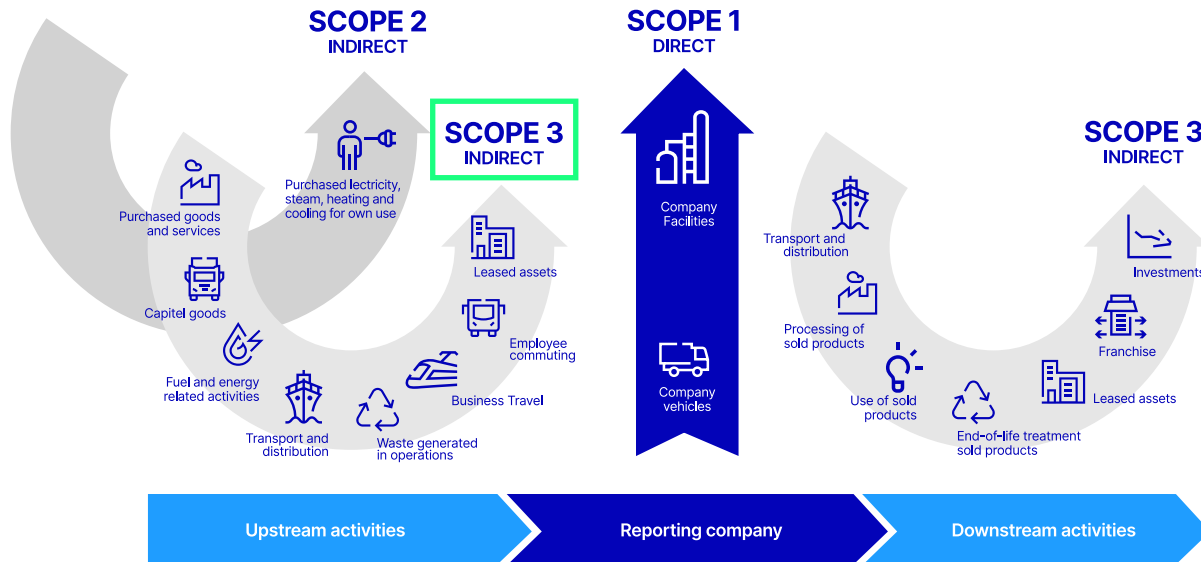 SCOPE 2
INDIRECT
Purchased lectricity,
steam, heating and
cooling for own use
SCOPE 3
INDIRECT
Purchased goods
and services
Capitel goods
Fuel and energy
related activities
Transport and
distribution
Waste generated
in operations
Business Travel
Employee
commuting
Leased assets
SCOPE 1
DIRECT
Company
Facilities
Company
vehicles
SCOPE 3
INDIRECT
Transport and
distribution
Processing of
sold products
Use of sold
products
End-of-life treatment
sold products
Leased assets
Franchise
Investments
Upstream activities
Reporting company
Downstream activities